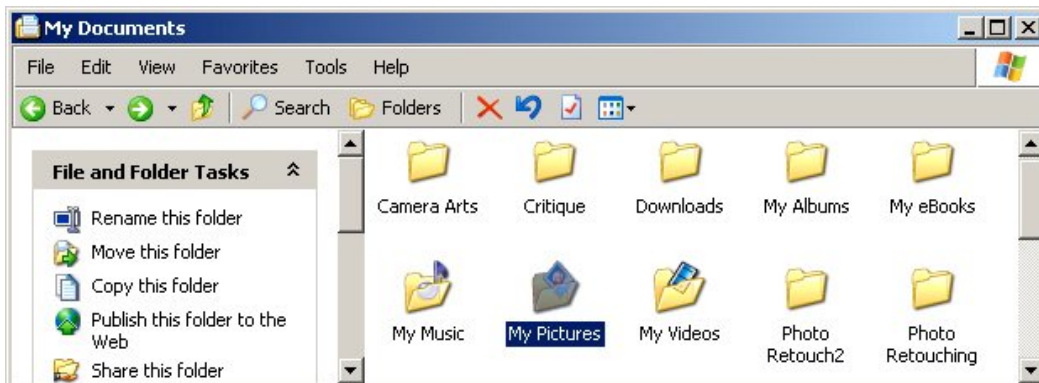 My Documents
File Edit View Favorites Tools Help
Back Search Folders
File and Folder Tasks
Rename this folder
Move this folder
Copy this folder
Publish this folder to the
Web
Share this folder
Camera Arts Critique Downloads My Albums My eBooks
My Music My Pictures My Videos Photo Photo
Retouch2 Retouching